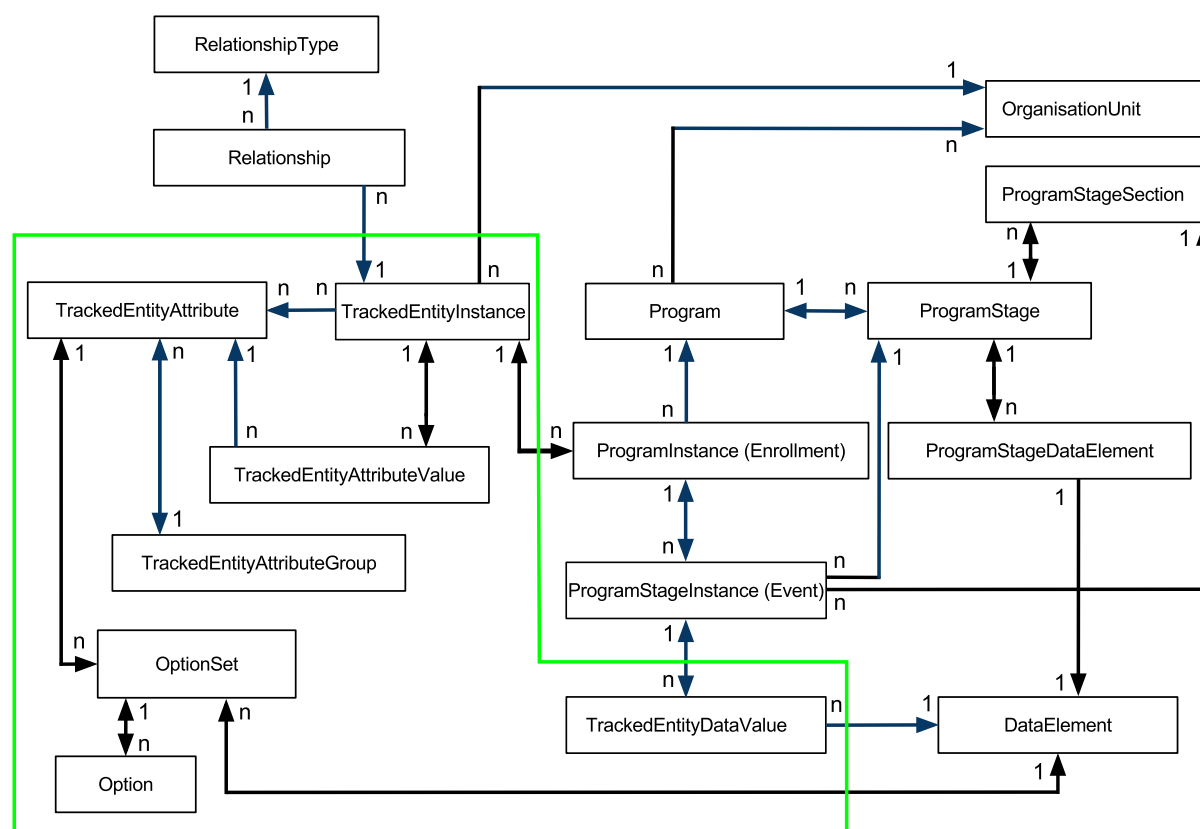 RelationshipType
1
n
Relationship
n
1
1
OrganisationUnit
n
ProgramStageSection
n
1
1
n
n
TrackedEntityAttribute
n
n
TrackedEntityInstance
n
Program
1
n
ProgramStage
1
n
1
1
1
1
1
1
n
n
n
n
n
TrackedEntityAttributeValue
ProgramInstance (Enrollment)
ProgramStageDataElement
1
1
1
TrackedEntityAttributeGroup
n
n
ProgramStageInstance (Event)
n
1
n
OptionSet
n
1
1
n
n
n
1
TrackedEntityDataValue
DataElement
n
Option
1